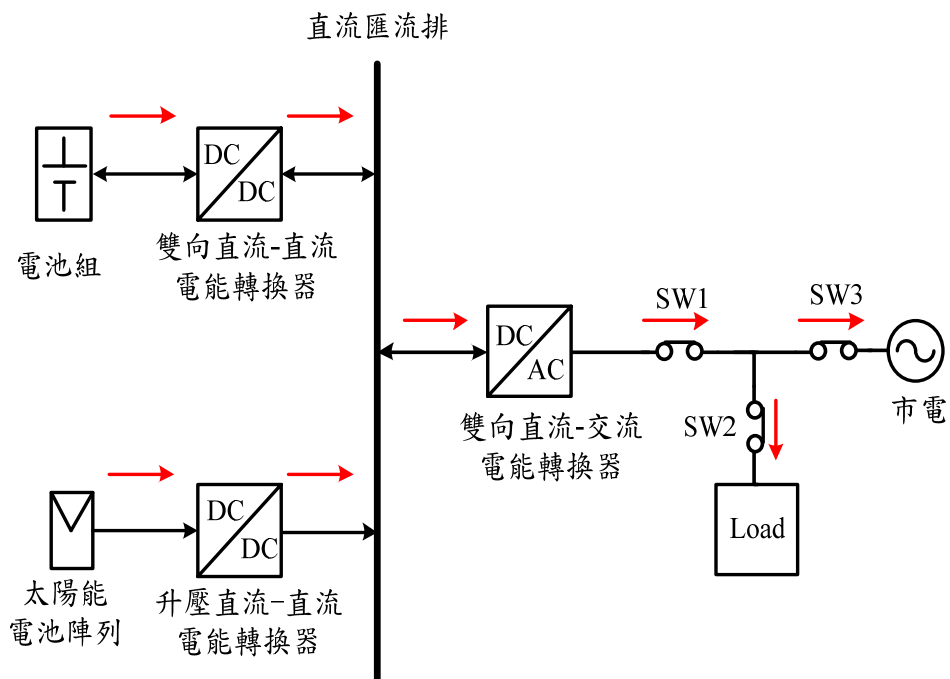 直流匯流排
DC
DC
電池組
雙向直流-直流
電能轉換器
SW1
SW3
DC
AC
市電
雙向直流-交流
電能轉換器
SW2
Load
DC
DC
太陽能
電池陣列
升壓直流-直流
電能轉換器